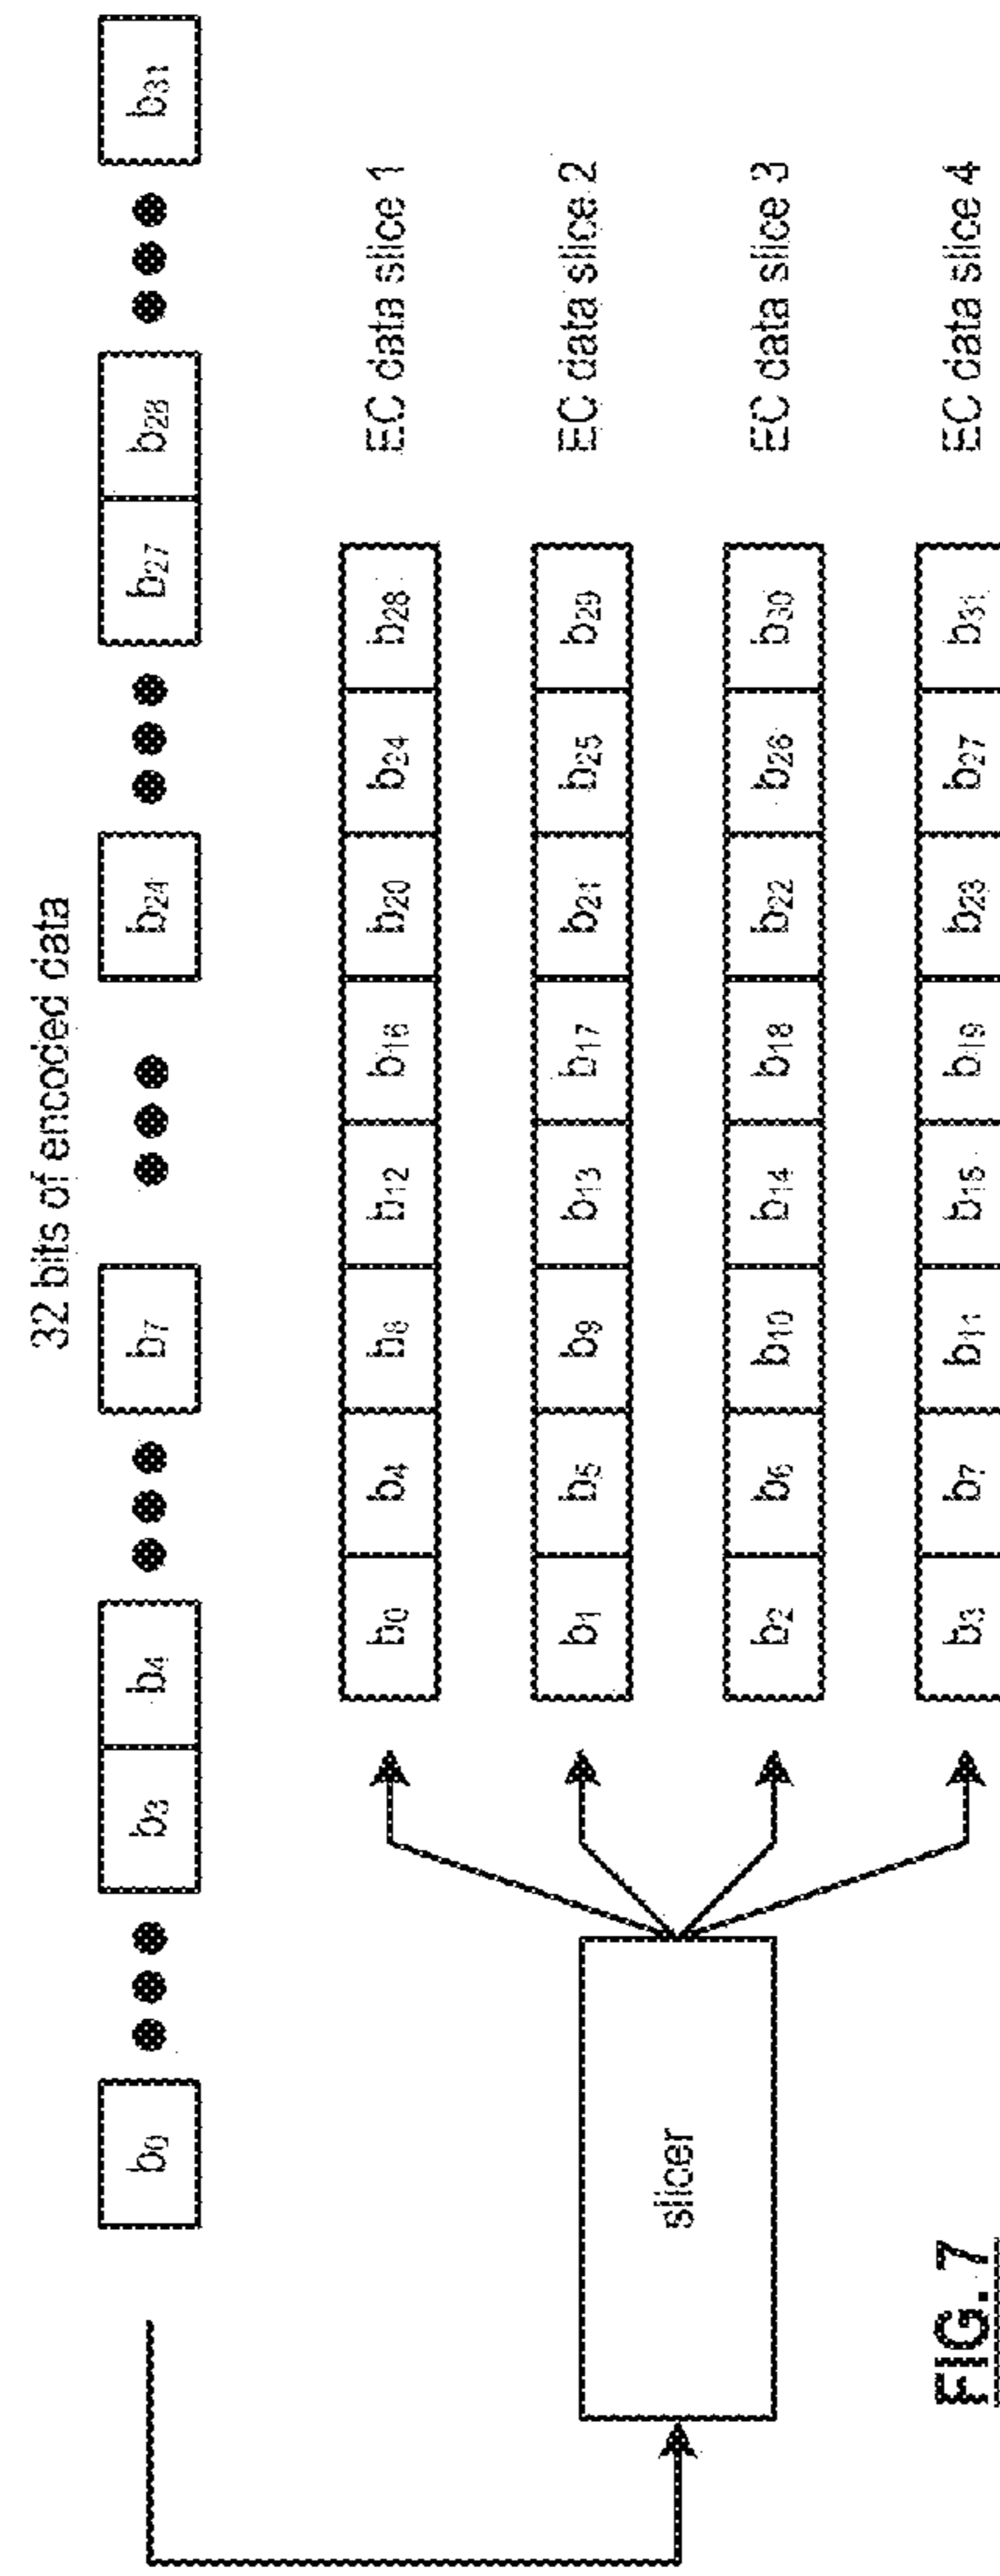 32 bits of encoded data
b0 ••• b3 b4 ••• b7 ••• b24 ••• b27 b28 ••• b31
b0 b4 b8 b12 b16 b20 b24 b28 EC data slice 1
b1 b5 b9 b13 b17 b21 b25 b29 EC data slice 2
slicer
b2 b6 b10 b14 b18 b22 b26 b30 EC data slice 3
b3 b7 b11 b15 b19 b23 b27 b31 EC data slice 4
FIG. 7